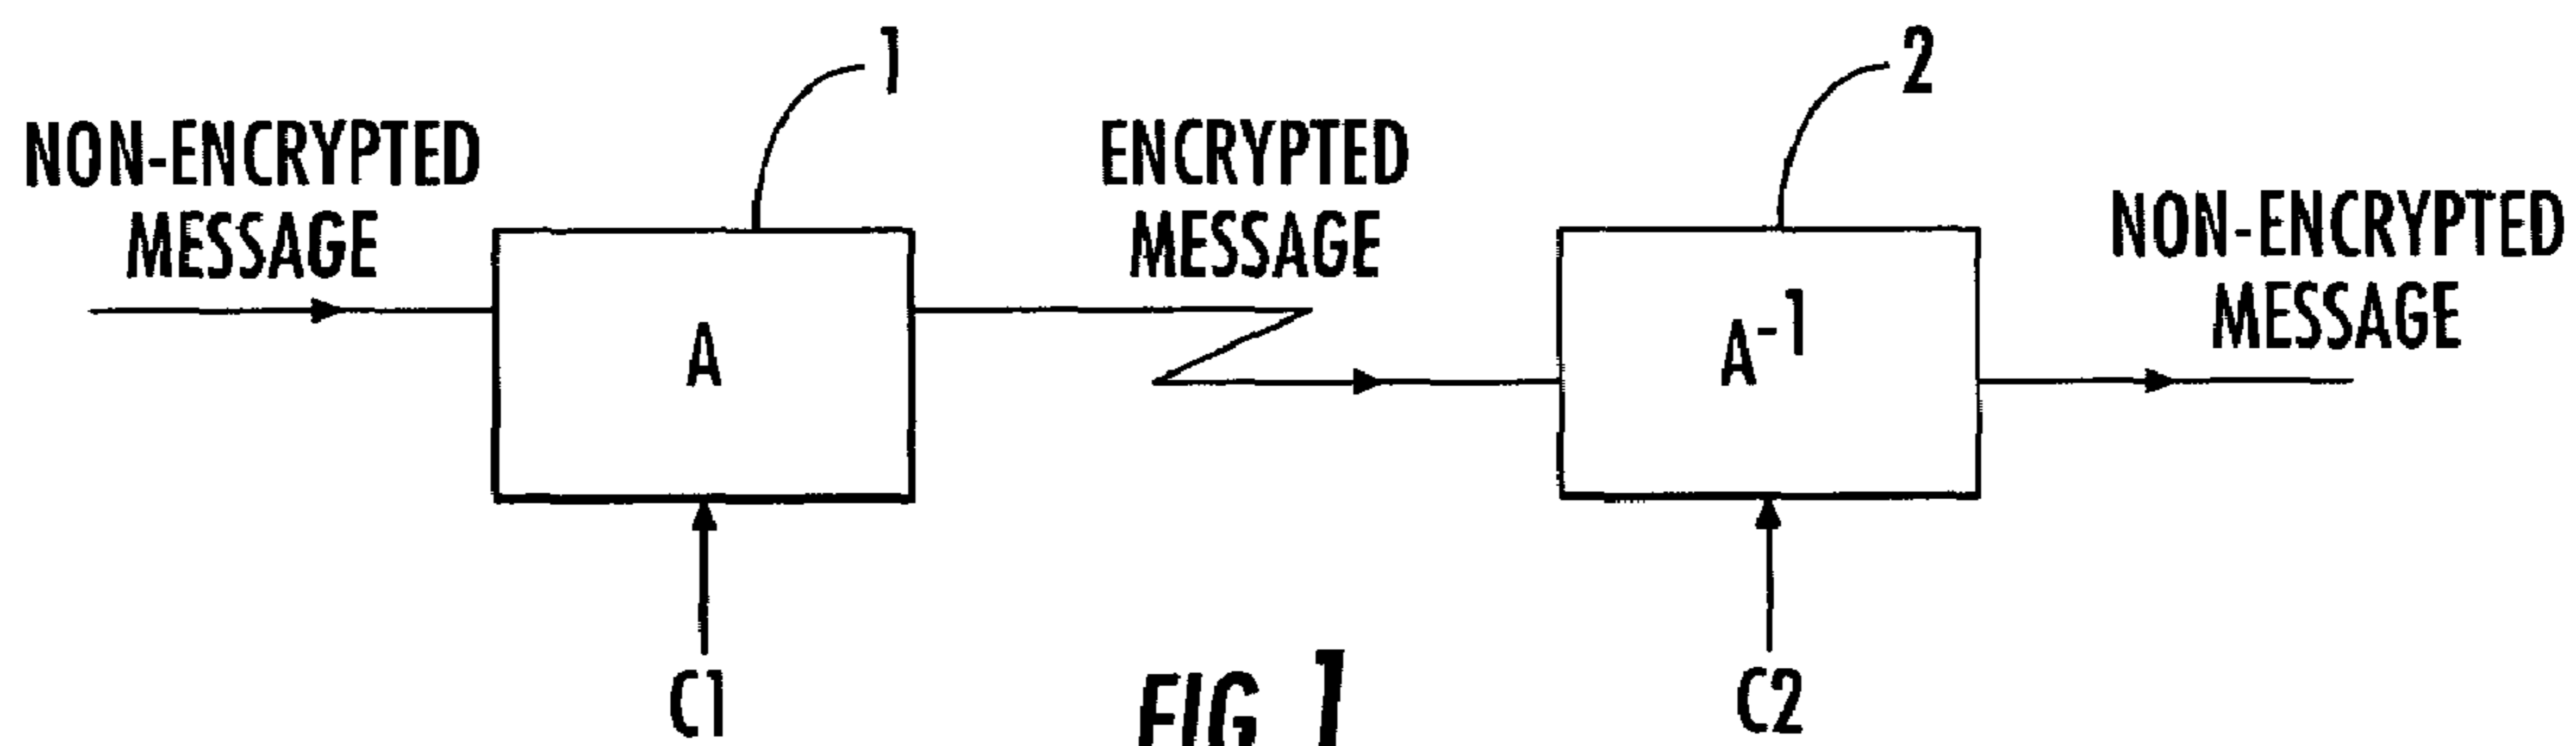 1
2
NON-ENCRYPTED
MESSAGE
ENCRYPTED
MESSAGE
NON-ENCRYPTED
MESSAGE
A
A-1
C1
C2
FIG. 1